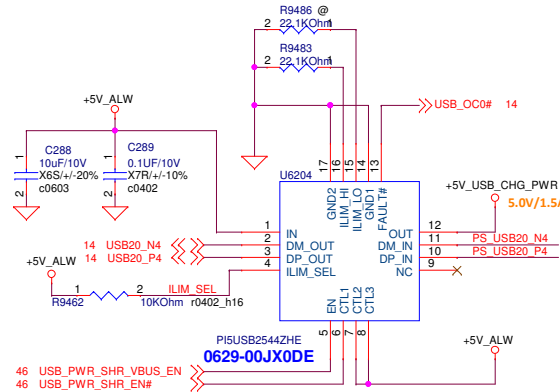 R9486 @
2 1
22.1KOhm
R9483
2 1
22.1KOhm
USB_OC0# 14
+5V_ALW
C288
10uF/10V
X6S/+/-20%
c0603
1
2
C289
0.1UF/10V
X7R/+/-10%
c0402
1
2
U6204
17
16
15
14
13
GND2
ILIM_HI
ILIM_LO
GND1
FAULT#
+5V_USB_CHG_PWR
5.0V/1.5A
1 IN OUT 12
14 USB20_N4 2 DM_OUT DM_IN 11 PS_USB20_N4
14 USB20_P4 3 DP_OUT DP_IN 10 PS_USB20_P4
4 ILIM_SEL NC 9
+5V_ALW
1 2 ILIM_SEL
R9462 10KOhm r0402_h16
EN
CTL1
CTL2
CTL3
5
6
7
8
PI5USB2544ZHE
0629-00JX0DE
+5V_ALW
46 USB_PWR_SHR_VBUS_EN
46 USB_PWR_SHR_EN#